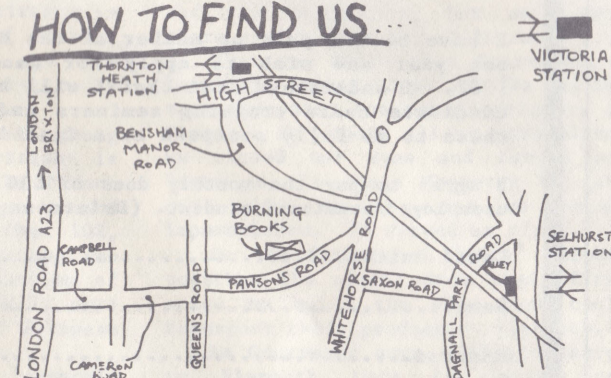 HOW TO FIND US.
VICTORIA
STATION
THORNTON
HEATH
STATION
HIGH STREET
LONDON
BRIXTON
BENSHAM
MANOR
ROAD
LONDON ROAD A23
BURNING
BOOKS
CAMPBELL
ROAD
QUEEN'S ROAD
PAWSONS ROAD
WHITEHORSE ROAD
SAXON ROAD
DAGNALL PARK
ROAD
ALLEY
SELHURST
STATION
CAMERON
ROAD